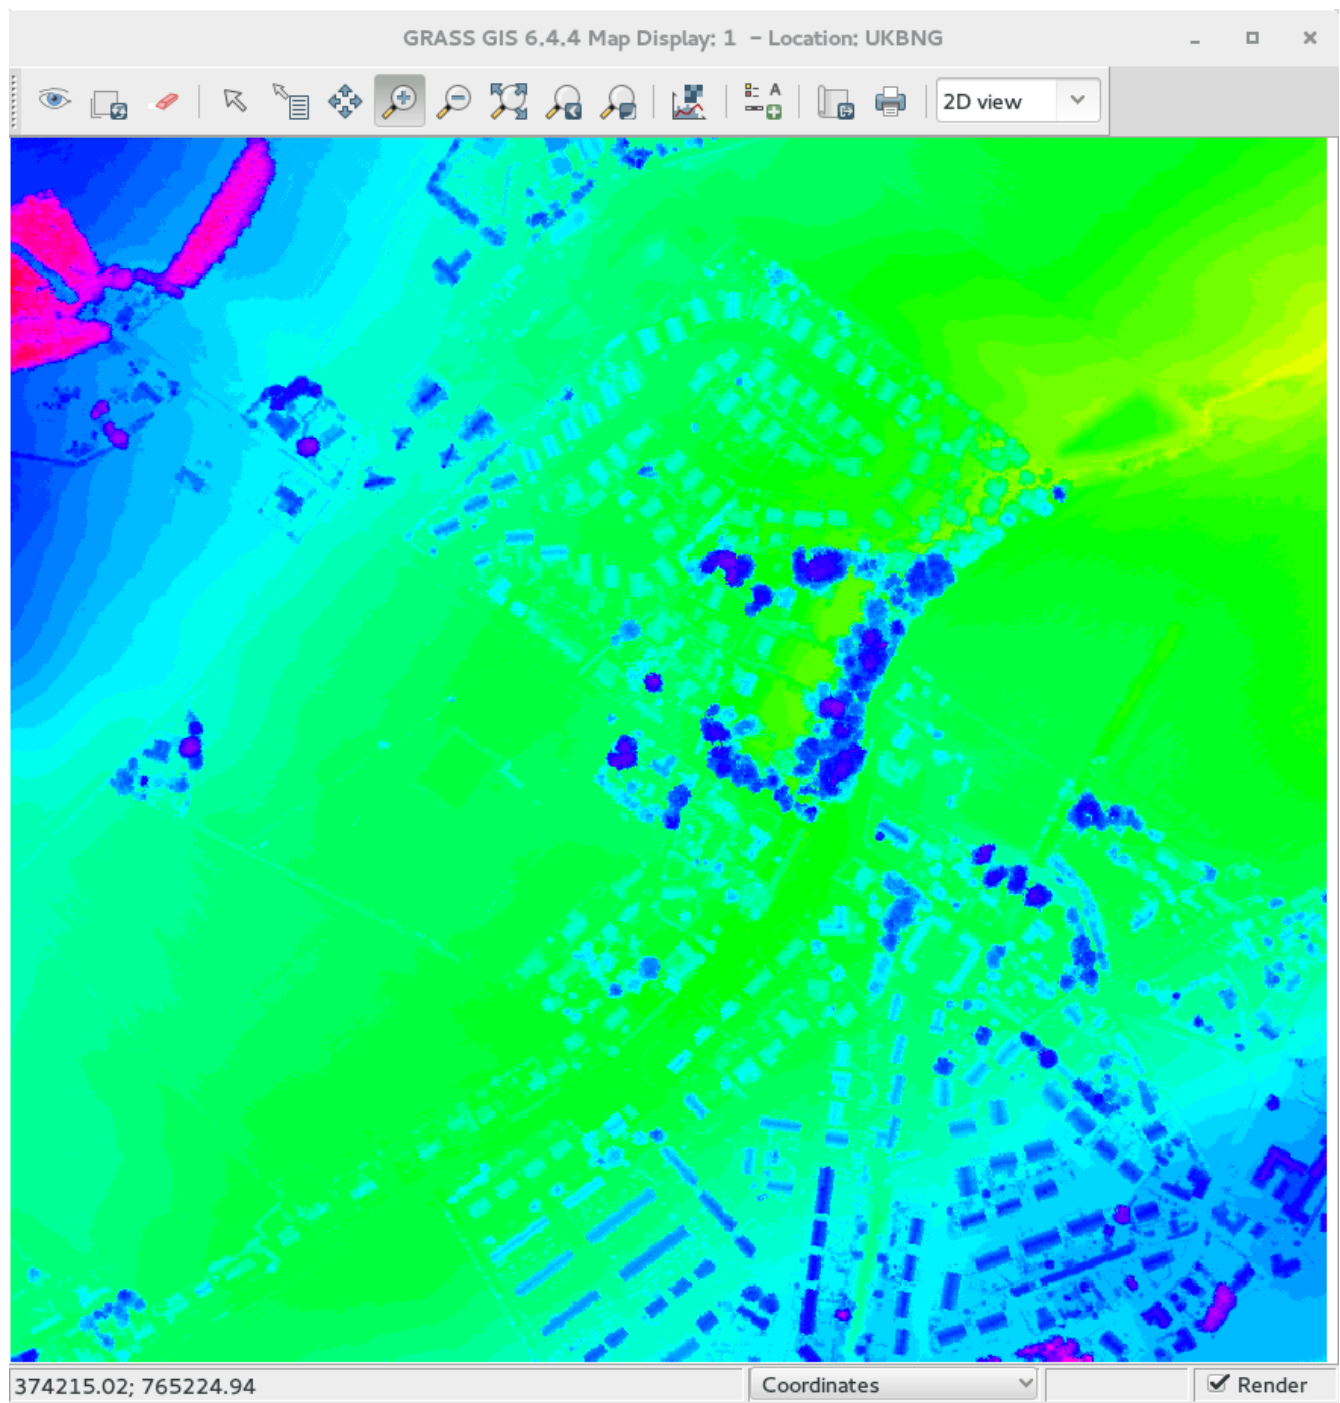 GRASS GIS 6.4.4 Map Display: 1 - Location: UKBNG
A
2D view
374215.02; 765224.94
Coordinates
Render